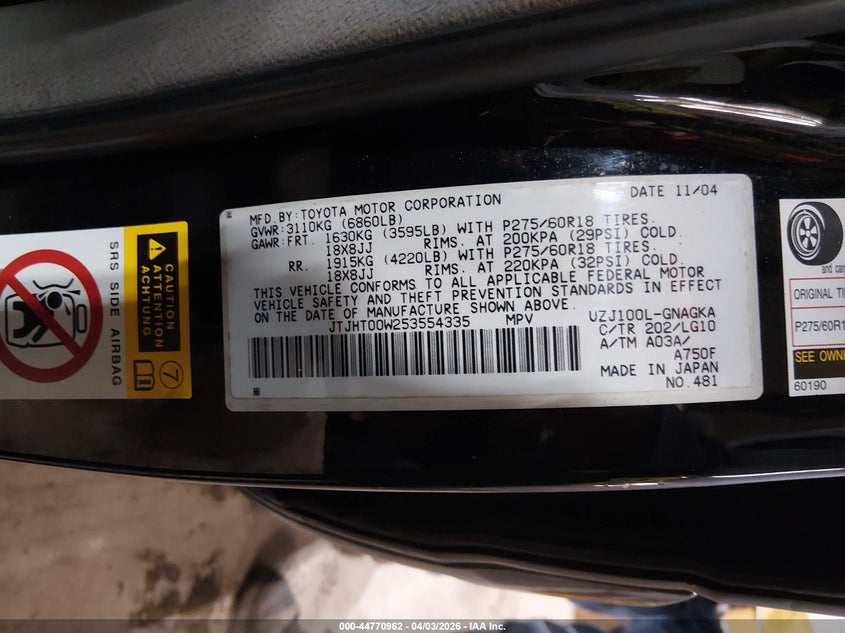 SRS SIDE AIRBAG
CAUTION
ATTENTION
ACHTUNG
7
MFD.BY:TOYOTA MOTOR CORPORATION
DATE 11/04
GVWR:3110KG (6860LB)
GAWR:FRT. 1630KG (3595LB) WITH P275/60R18 TIRES.
18X8JJ RIMS. AT 200KPA (29PSI) COLD.
RR. 1915KG (4220LB) WITH P275/60R18 TIRES.
18X8JJ RIMS. AT 220KPA (32PSI) COLD.
THIS VEHICLE CONFORMS TO ALL APPLICABLE FEDERAL MOTOR
VEHICLE SAFETY AND THEFT PREVENTION STANDARDS IN EFFECT
ON THE DATE OF MANUFACTURE SHOWN ABOVE.
JTJHT00W253554335 MPV
UZJ100L-GNAGKA
C/TR 202/LG10
A/TM A03A/
A750F
MADE IN JAPAN
NO.481
and car
ORIGINAL TI
P275/60R1
SEE OWNE
60190
000-44770962 - 04/03/2026 - IAA Inc.